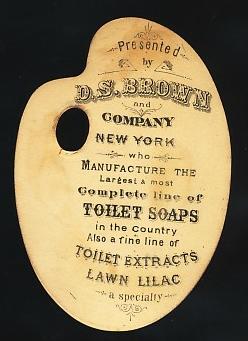 Presented
by
D.S. BROWN
and
COMPANY
NEW YORK
who
MANUFACTURE THE
Largest & most
Complete line of
TOILET SOAPS
in the Country
Also a fine line of
TOILET EXTRACTS
LAWN LILAC
a specialty